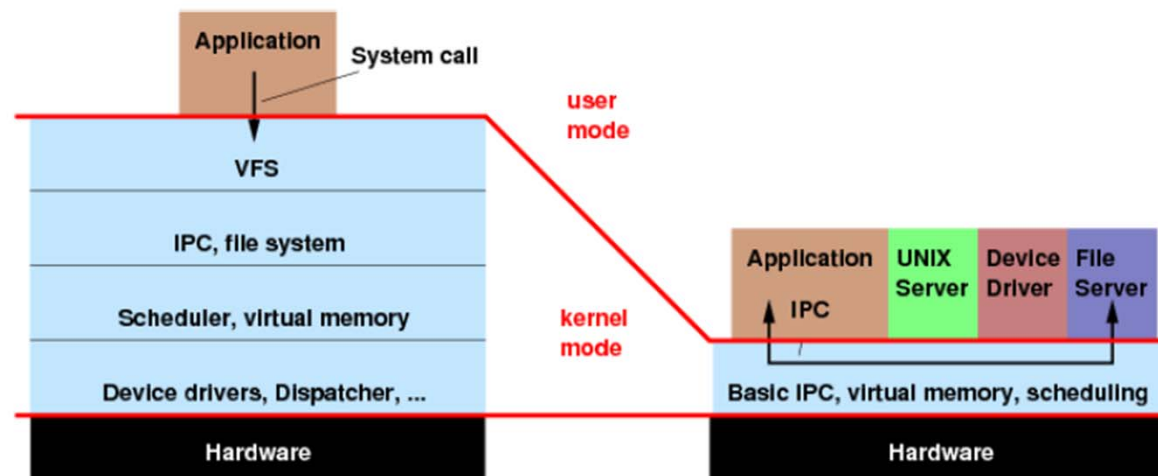 Application
System call
VFS
IPC, file system
Scheduler, virtual memory
Device drivers, Dispatcher, ...
Hardware
user
mode
kernel
mode
Application
IPC
UNIX
Server
Device
Driver
File
Server
Basic IPC, virtual memory, scheduling
Hardware